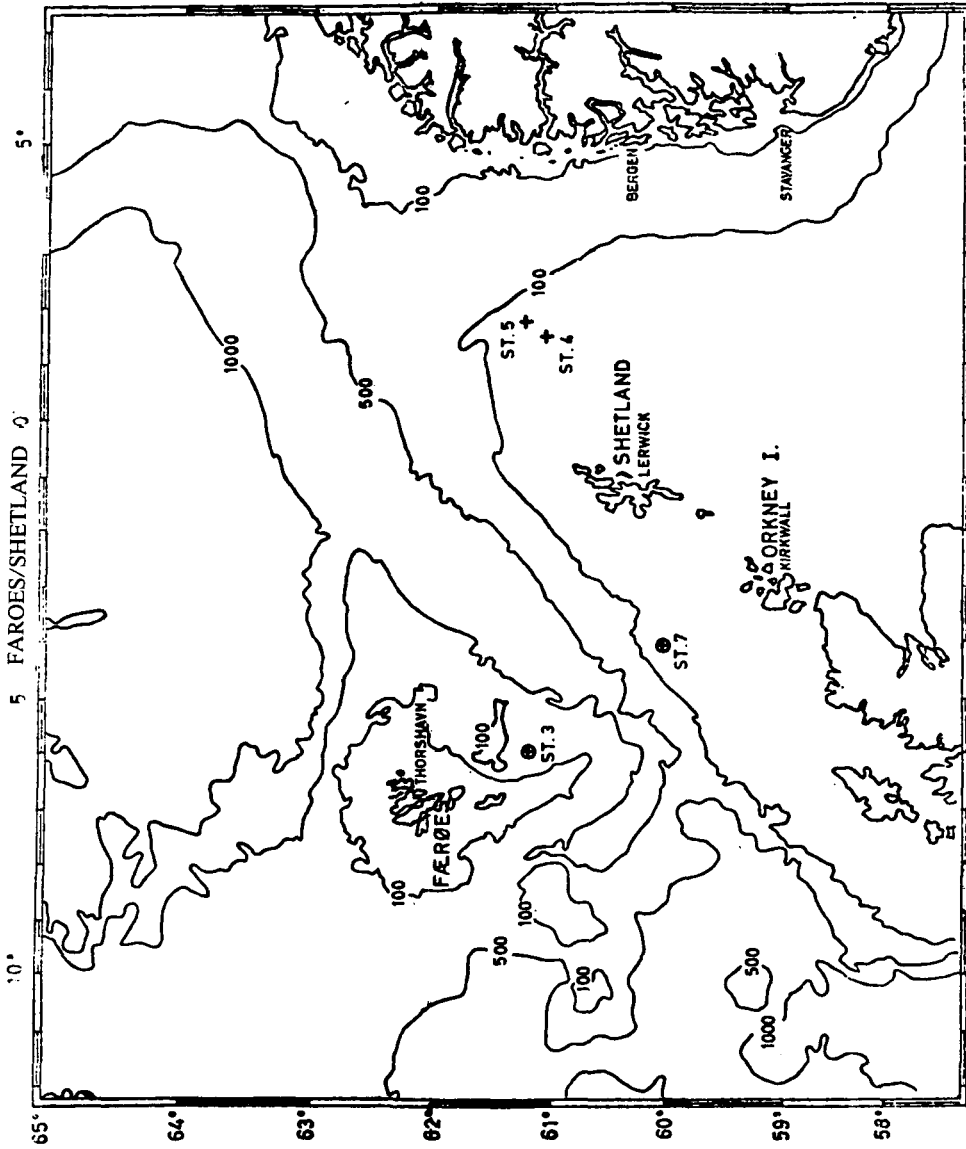 5 FAROES/SHETLAND 0°
5°
10°
65°
64°
63°
62°
61°
60°
59°
58°
1000
500
100
100
BERGEN
STAVANGER
ST.5
ST.4
SHETLAND
LERWICK
ORKNEY I.
KIRKWALL
ST.7
THORSHAVN
FÆRØES
100
ST.3
100
100
500
100
500
1000